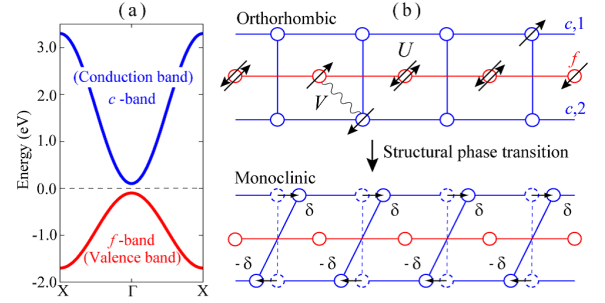 (a)
Energy (eV)
3.0
2.0
1.0
0.0
-1.0
-2.0
(Conduction band)
c -band
f -band
(Valence band)
X
Γ
X
(b)
Orthorhombic
c,1
U
f
V
c,2
Structural phase transition
Monoclinic
δ δ δ δ
- δ - δ - δ - δ